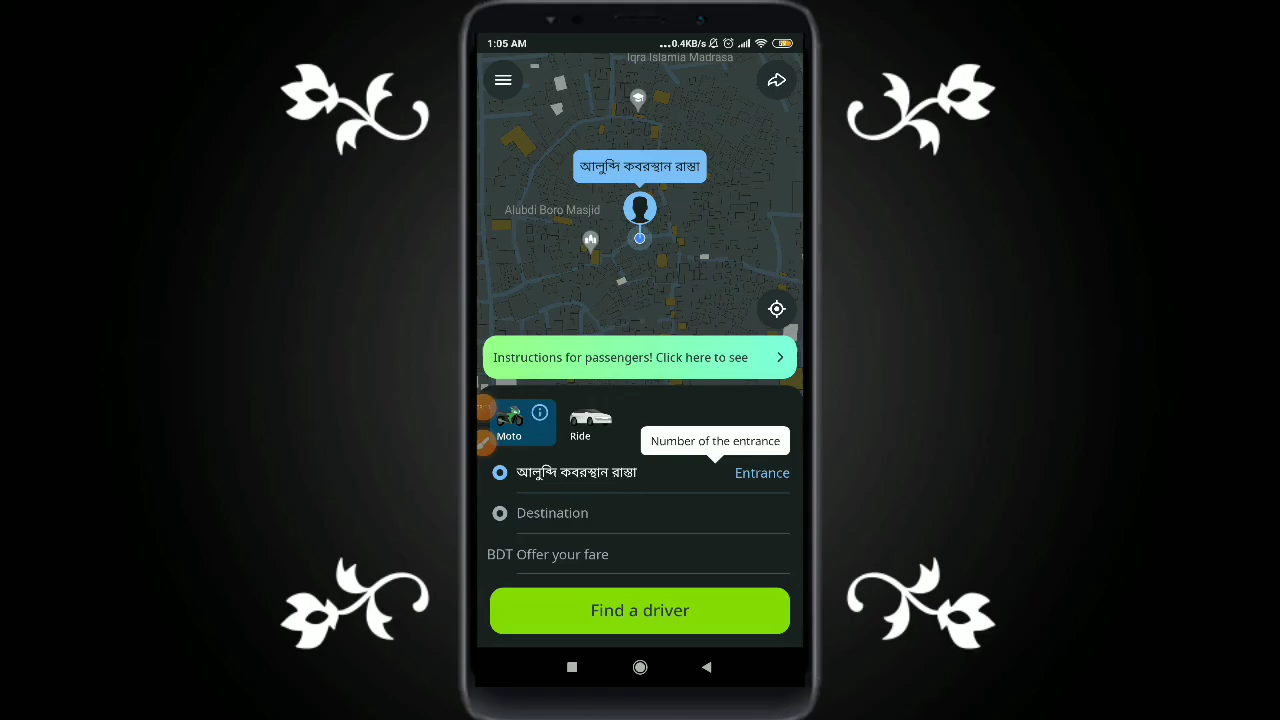 1:05 AM
...0.4KB/s
Iqra Islamia Madrasa
আলুব্দি কবরস্থান রাস্তা
Alubdi Boro Masjid
Instructions for passengers! Click here to see
Moto
Ride
Number of the entrance
আলুব্দি কবরস্থান রাস্তা
Entrance
Destination
BDT Offer your fare
Find a driver